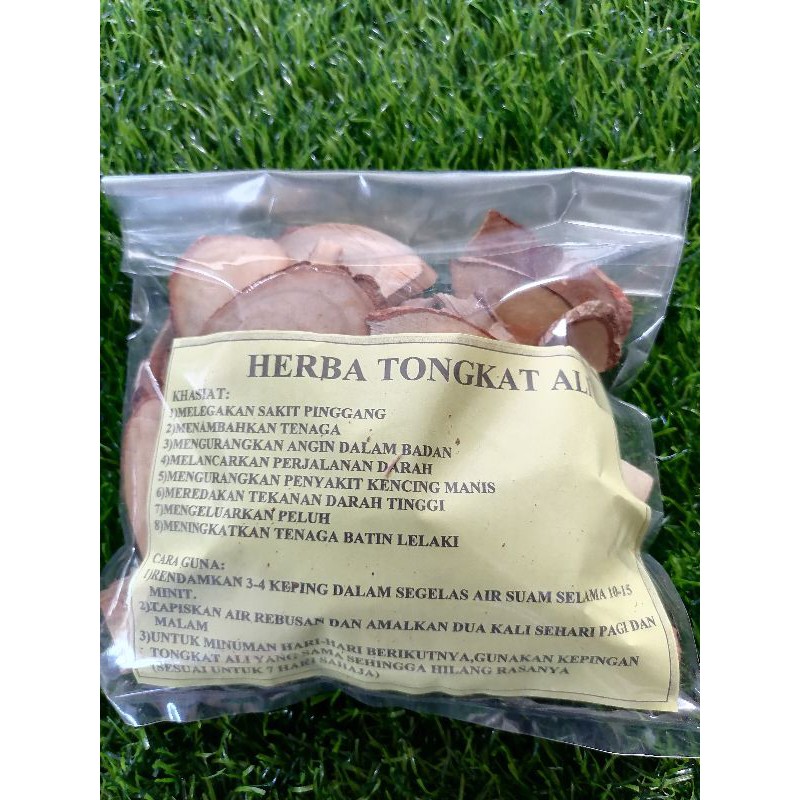 HERBA TONGKAT ALI
KHASIAT:
1)MELEGAKAN SAKIT PINGGANG
2)MENAMBAHKAN TENAGA
3)MENGURANGKAN ANGIN DALAM BADAN
4)MELANCARKAN PERJALANAN DARAH
5)MENGURANGKAN PENYAKIT KENCING MANIS
6)MEREDAKAN TEKANAN DARAH TINGGI
7)MENGELUARKAN PELUH
8)MENINGKATKAN TENAGA BATIN LELAKI
CARA GUNA:
1)RENDAMKAN 3-4 KEPING DALAM SEGELAS AIR SUAM SELAMA 10-15
MINIT.
2)TAPISKAN AIR REBUSAN DAN AMALKAN DUA KALI SEHARI PAGI DAN
MALAM
3)UNTUK MINUMAN HARI-HARI BERIKUTNYA,GUNAKAN KEPINGAN
TONGKAT ALI YANG SAMA SEHINGGA HILANG RASANYA
(SESUAI UNTUK 7 HARI SAHAJA)